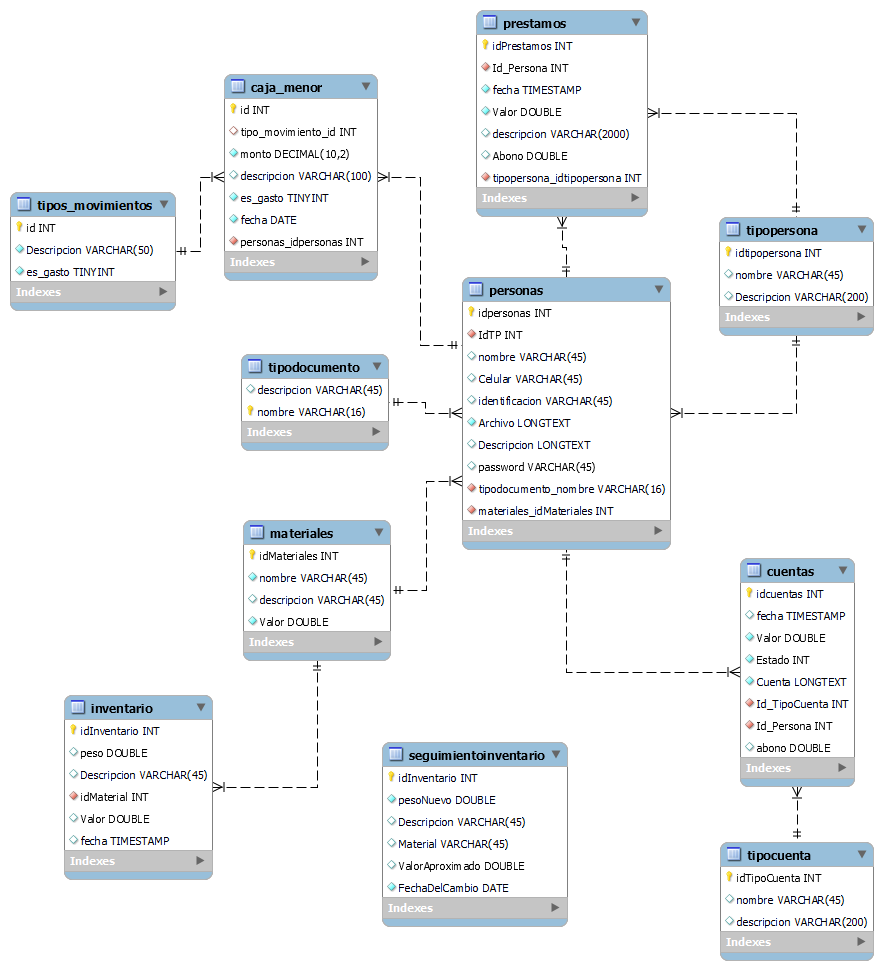 prestamos
idPrestamos INT
Id_Persona INT
fecha TIMESTAMP
Valor DOUBLE
descripcion VARCHAR(2000)
Abono DOUBLE
tipopersona_idtipopersona INT
Indexes
caja_menor
id INT
tipo_movimiento_id INT
monto DECIMAL(10,2)
descripcion VARCHAR(100)
es_gasto TINYINT
fecha DATE
personas_idpersonas INT
Indexes
tipos_movimientos
id INT
Descripcion VARCHAR(50)
es_gasto TINYINT
Indexes
tipopersona
idtipopersona INT
nombre VARCHAR(45)
Descripcion VARCHAR(200)
Indexes
personas
idpersonas INT
IdTP INT
nombre VARCHAR(45)
Celular VARCHAR(45)
identificacion VARCHAR(45)
Archivo LONGTEXT
Descripcion LONGTEXT
password VARCHAR(45)
tipodocumento_nombre VARCHAR(16)
materiales_idMateriales INT
Indexes
tipodocumento
descripcion VARCHAR(45)
nombre VARCHAR(16)
Indexes
materiales
idMateriales INT
nombre VARCHAR(45)
descripcion VARCHAR(45)
Valor DOUBLE
Indexes
cuentas
idcuentas INT
fecha TIMESTAMP
Valor DOUBLE
Estado INT
Cuenta LONGTEXT
Id_TipoCuenta INT
Id_Persona INT
abono DOUBLE
Indexes
inventario
idInventario INT
peso DOUBLE
Descripcion VARCHAR(45)
idMaterial INT
Valor DOUBLE
fecha TIMESTAMP
Indexes
seguimientoinventario
idInventario INT
pesoNuevo DOUBLE
Descripcion VARCHAR(45)
Material VARCHAR(45)
ValorAproximado DOUBLE
FechaDelCambio DATE
Indexes
tipocuenta
idTipoCuenta INT
nombre VARCHAR(45)
descripcion VARCHAR(200)
Indexes